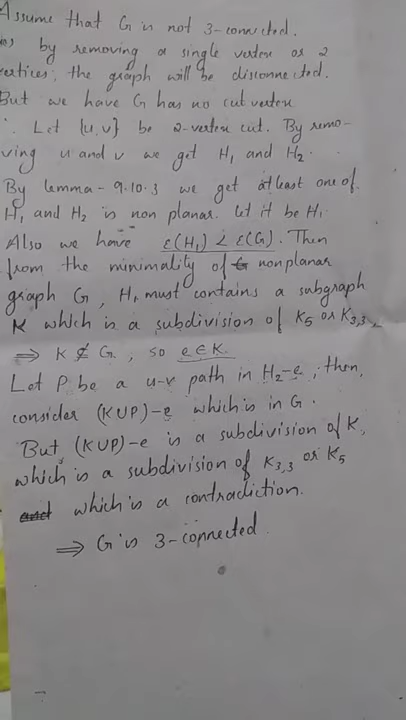 Assume that G is not 3-connected.
by removing a single vertex or 2
vertices, the graph will be disconnected.
But we have G has no cut vertex
∴ Let {u,v} be 2-vertex cut. By remo-
ving u and v we get H₁ and H₂.
By lemma-9.10.3 we get atleast one of
H₁ and H₂ is non planar. Let it be H₁
Also we have ε(H₁) < ε(G). Then
from the minimality of G nonplanar
graph G, H₁ must contains a subgraph
K which is a subdivision of K₅ or K₃,₃
⇒ K ⊄ G, so e ∈ K.
Let P be a u-v path in H₂-e, then,
consider (K∪P)-e which is in G.
But (K∪P)-e is a subdivision of K,
which is a subdivision of K₃,₃ or K₅
and which is a contradiction.
⇒ G is 3-connected.